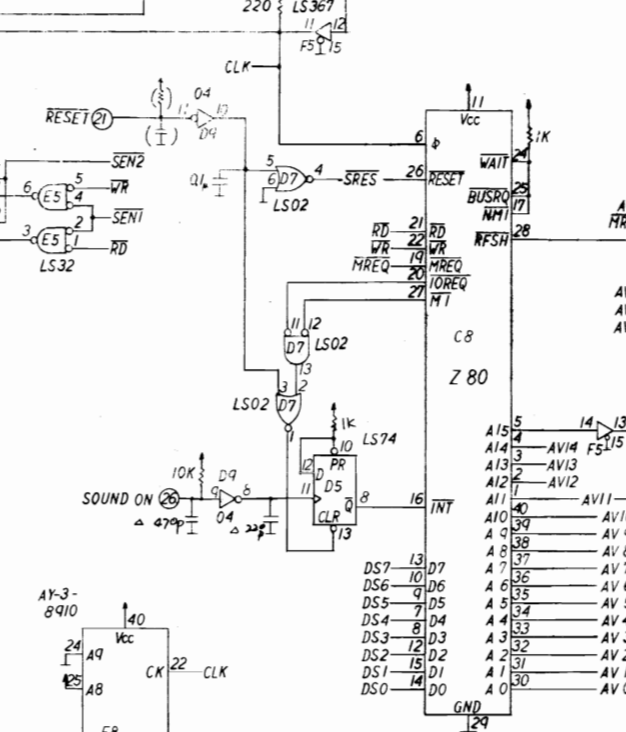 220 LS367
11 12
F5 15
CLK
RESET 21
04
11 10
D9
11
Vcc
1K
6 Φ
WAIT 24
SEN2
5 WR
6 E5 4
SEN1
3 E5 2
1 RD
LS32
5
6 D7 4
SRES 26 RESET
LS02
BUSRQ 25
NMI 17
RFSH 28
RD 21 RD
WR 22 WR
MREQ 19 MREQ
20 IOREQ
27 M1
11 12
D7 LS02
13
C8
Z80
LS02 3 2
D7
1
1K
10 LS74
12 D PR
D5
11
Q 8
CLR
13
10K
D9
SOUND ON 26 9 8
04
470p
22p
16 INT
A15 5 14 13
F5 15
A14 4 AV14
A13 3 AV13
A12 2 AV12
A11 1 AV11
A10 40
A9 39
A8 38
DS7 13 D7 A7 37
DS6 10 D6 A6 36
DS5 9 D5 A5 35
DS4 7 D4 A4 34
DS3 8 D3 A3 33
DS2 12 D2 A2 32
DS1 15 D1 A1 31
DS0 14 D0 A0 30
GND
29
AY-3-
8910
40
Vcc
24 A9
25 A8
CK 22 CLK